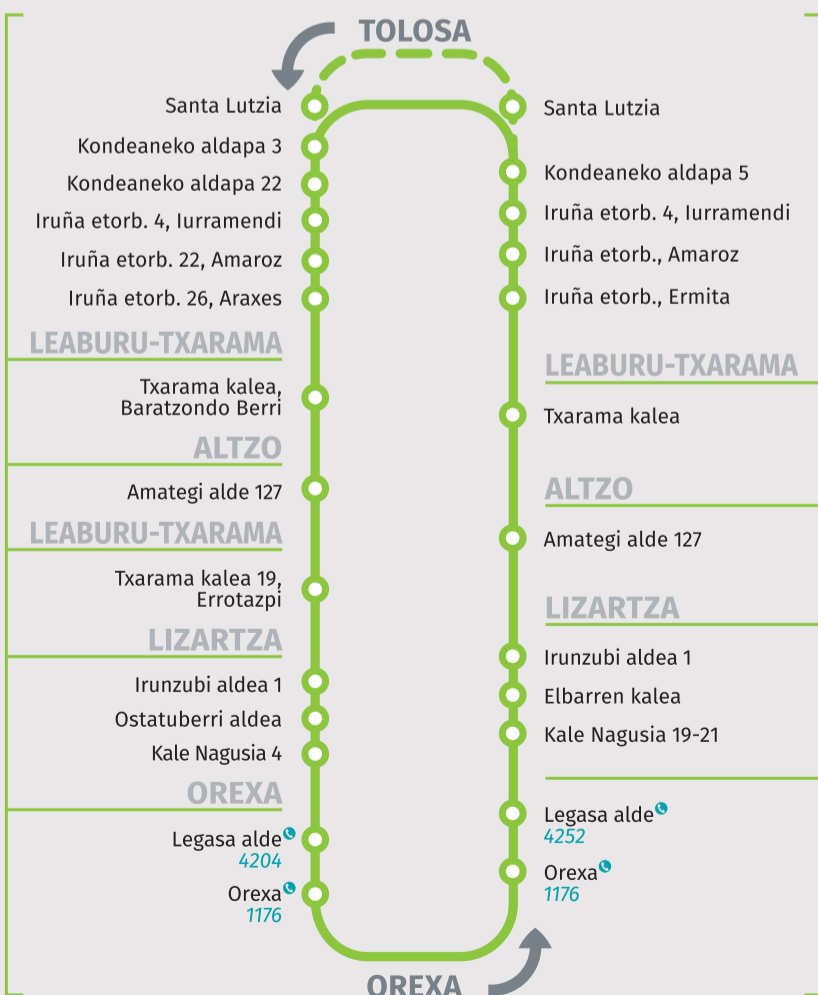 TOLOSA
Santa Lutzia
Kondeaneko aldapa 3
Kondeaneko aldapa 22
Iruña etorb. 4, Iurramendi
Iruña etorb. 22, Amaroz
Iruña etorb. 26, Araxes
LEABURU-TXARAMA
Txarama kalea,
Baratzondo Berri
ALTZO
Amategi alde 127
LEABURU-TXARAMA
Txarama kalea 19,
Errotazpi
LIZARTZA
Irunzubi aldea 1
Ostatuberri aldea
Kale Nagusia 4
OREXA
Legasa alde
4204
Orexa
1176
Santa Lutzia
Kondeaneko aldapa 5
Iruña etorb. 4, Iurramendi
Iruña etorb., Amaroz
Iruña etorb., Ermita
LEABURU-TXARAMA
Txarama kalea
ALTZO
Amategi alde 127
LIZARTZA
Irunzubi aldea 1
Elbarren kalea
Kale Nagusia 19-21
Legasa alde
4252
Orexa
1176
OREXA